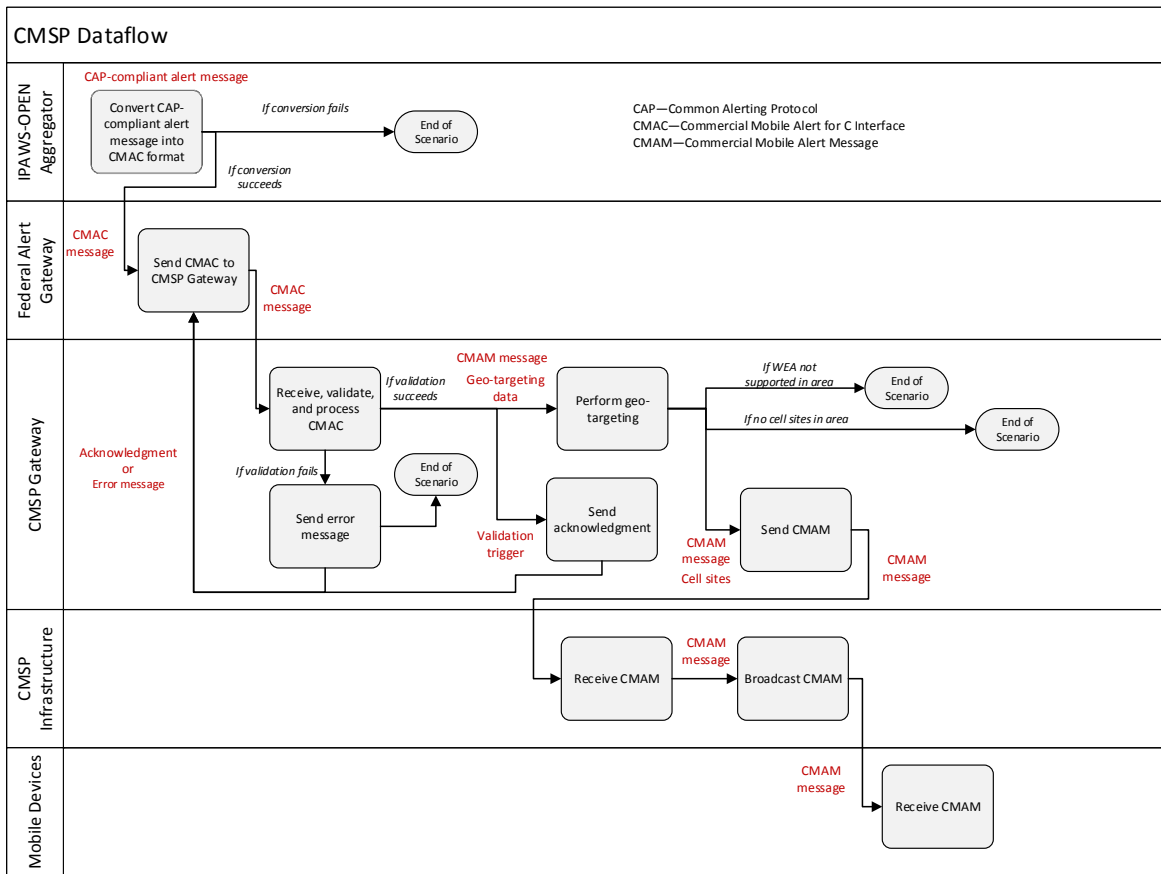 CMSP Dataflow
IPAWS-OPEN
Aggregator
CAP-compliant alert message
Convert CAP-
compliant alert
message into
CMAC format
If conversion fails
End of
Scenario
If conversion
succeeds
CAP—Common Alerting Protocol
CMAC—Commercial Mobile Alert for C Interface
CMAM—Commercial Mobile Alert Message
Federal Alert
Gateway
CMAC
message
Send CMAC to
CMSP Gateway
CMAC
message
CMSP Gateway
Receive, validate,
and process
CMAC
If validation
succeeds
CMAM message
Geo-targeting
data
Perform geo-
targeting
If WEA not
supported in area
End of
Scenario
If no cell sites in area
End of
Scenario
Acknowledgment
or
Error message
If validation fails
End of
Scenario
Send error
message
Validation
trigger
Send
acknowledgment
CMAM
message
Cell sites
Send CMAM
CMAM
message
CMSP
Infrastructure
Receive CMAM
CMAM
message
Broadcast CMAM
Mobile Devices
CMAM
message
Receive CMAM